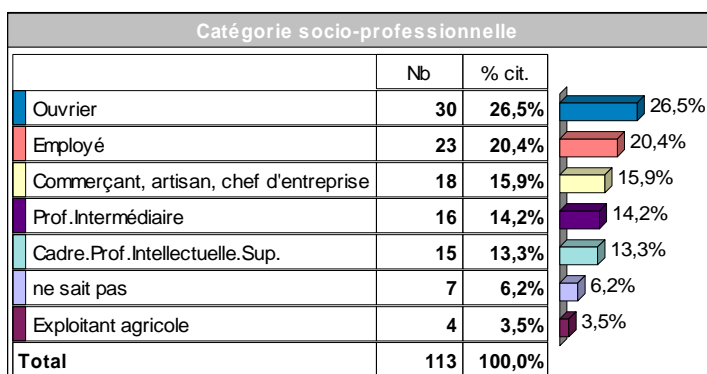 Catégorie socio-professionnelle
Nb % cit.
Ouvrier 30 26,5% 26,5%
Employé 23 20,4% 20,4%
Commerçant, artisan, chef d'entreprise 18 15,9% 15,9%
Prof.Intermédiaire 16 14,2% 14,2%
Cadre.Prof.Intellectuelle.Sup. 15 13,3% 13,3%
ne sait pas 7 6,2% 6,2%
Exploitant agricole 4 3,5% 3,5%
Total 113 100,0%